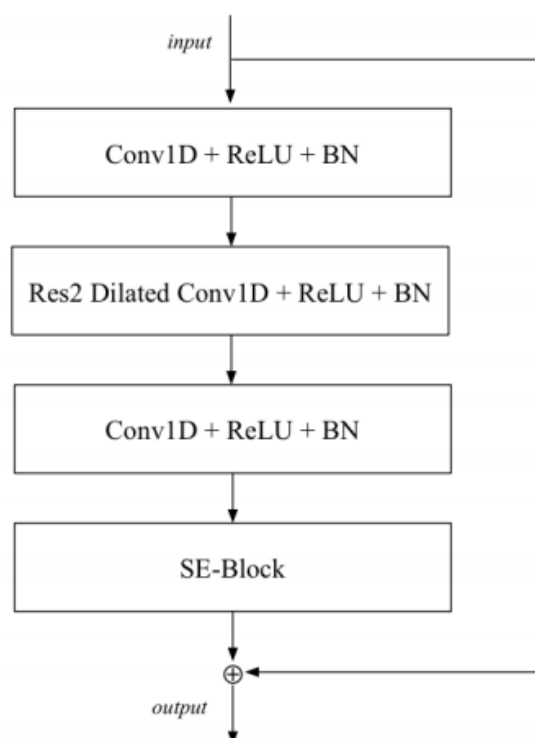 input
Conv1D + ReLU + BN
Res2 Dilated Conv1D + ReLU + BN
Conv1D + ReLU + BN
SE-Block
output